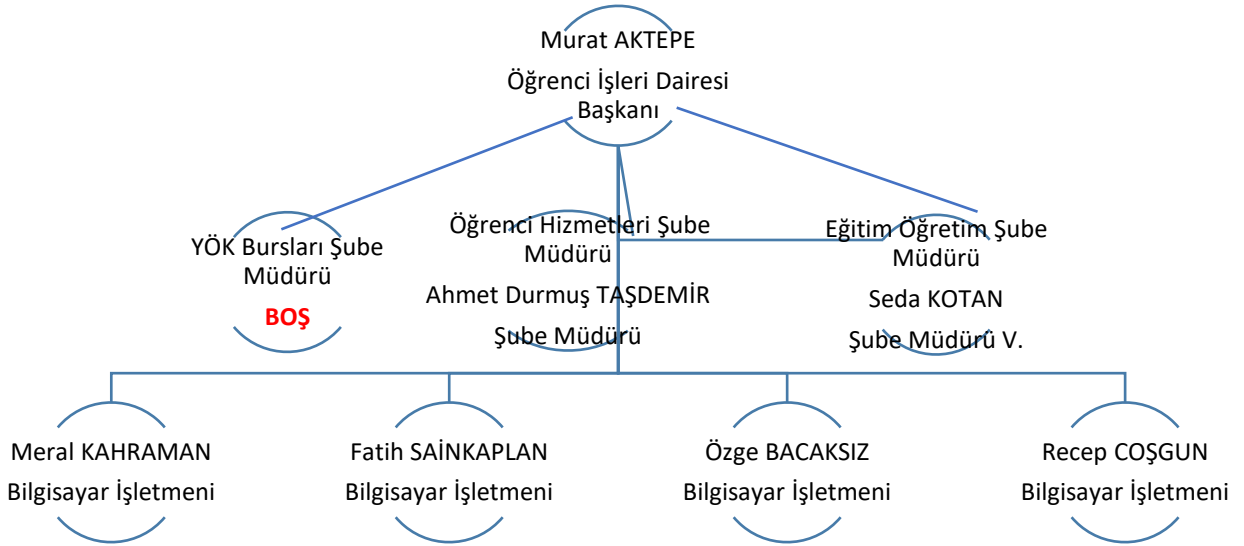 Murat AKTEPE
Öğrenci İşleri Dairesi
Başkanı
YÖK Bursları Şube
Müdürü
BOŞ
Öğrenci Hizmetleri Şube
Müdürü
Ahmet Durmuş TAŞDEMİR
Şube Müdürü
Eğitim Öğretim Şube
Müdürü
Seda KOTAN
Şube Müdürü V.
Meral KAHRAMAN
Bilgisayar İşletmeni
Fatih SAİNKAPLAN
Bilgisayar İşletmeni
Özge BACAKSIZ
Bilgisayar İşletmeni
Recep COŞGUN
Bilgisayar İşletmeni